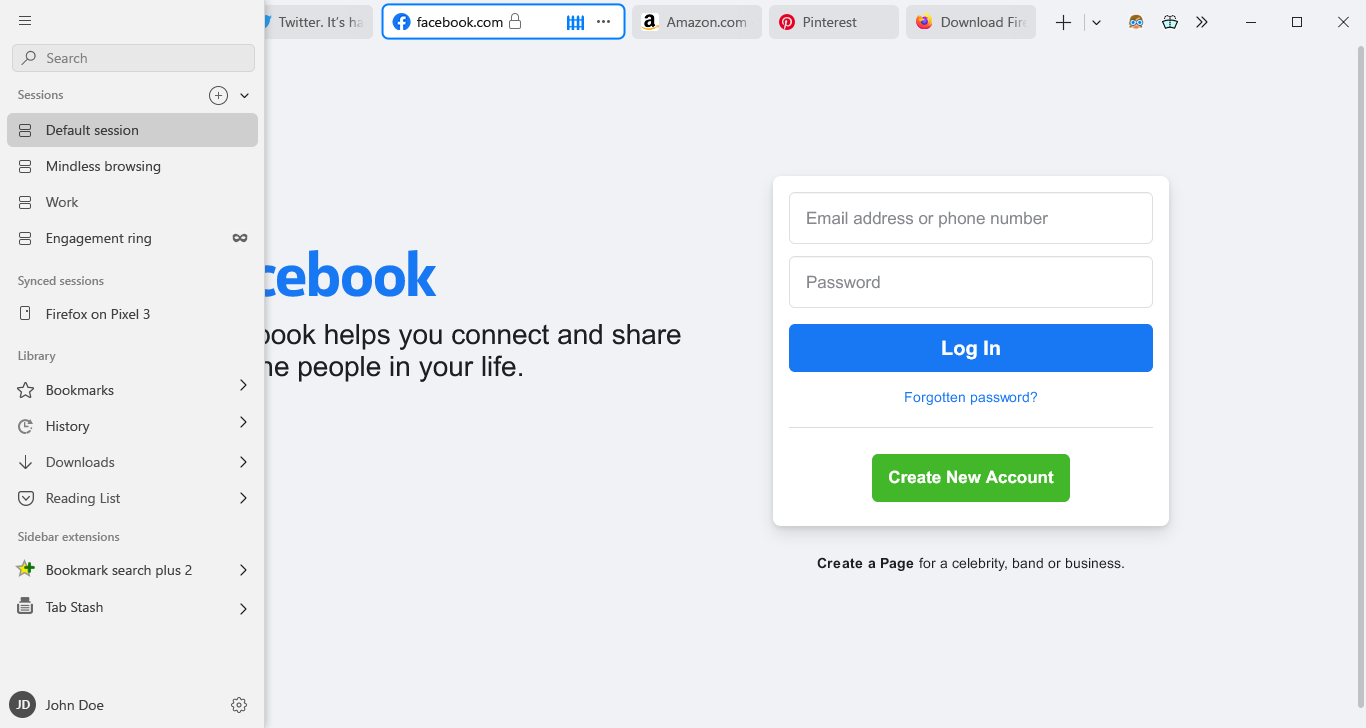 Twitter. It's ha
facebook.com
Amazon.com
Pinterest
Download Fire
Search
Sessions
Default session
Mindless browsing
Work
Engagement ring
Synced sessions
Firefox on Pixel 3
Library
Bookmarks
History
Downloads
Reading List
Sidebar extensions
Bookmark search plus 2
Tab Stash
JD John Doe
cebook
book helps you connect and share
he people in your life.
Email address or phone number
Password
Log In
Forgotten password?
Create New Account
Create a Page for a celebrity, band or business.